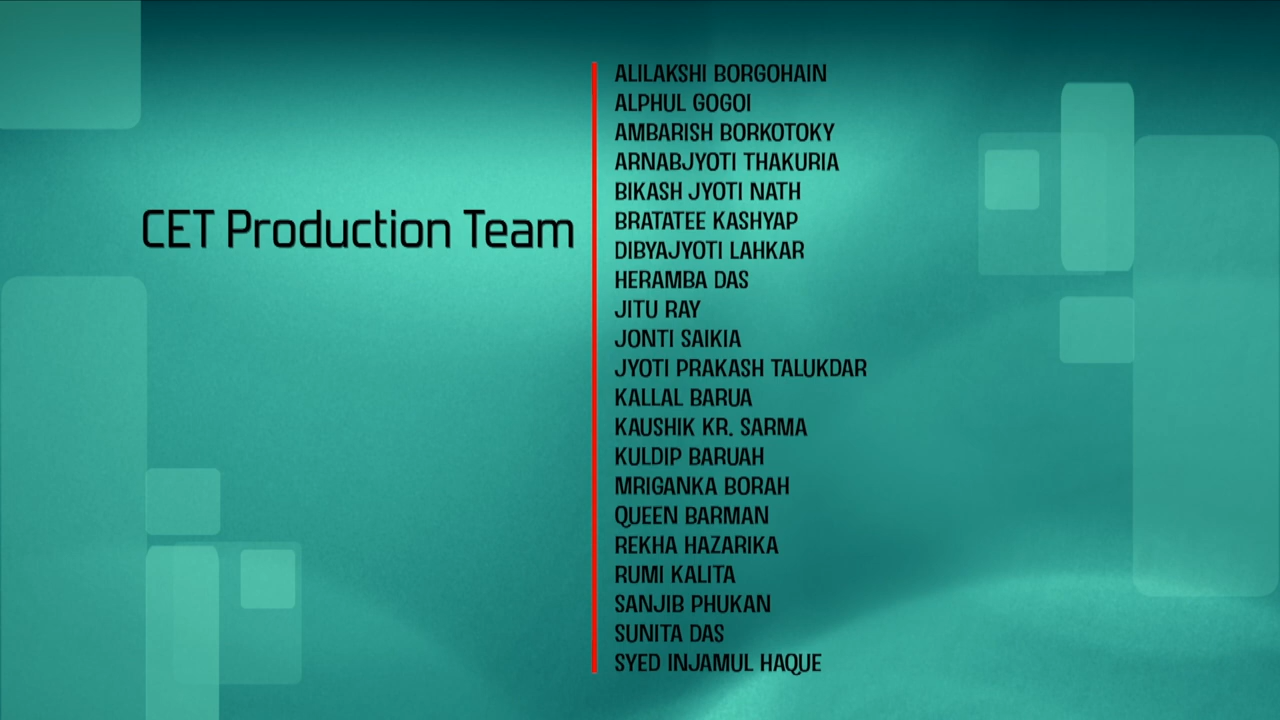 CET Production Team
ALILAKSHI BORGOHAIN
ALPHUL GOGOI
AMBARISH BORKOTOKY
ARNABJYOTI THAKURIA
BIKASH JYOTI NATH
BRATATEE KASHYAP
DIBYAJYOTI LAHKAR
HERAMBA DAS
JITU RAY
JONTI SAIKIA
JYOTI PRAKASH TALUKDAR
KALLAL BARUA
KAUSHIK KR. SARMA
KULDIP BARUAH
MRIGANKA BORAH
QUEEN BARMAN
REKHA HAZARIKA
RUMI KALITA
SANJIB PHUKAN
SUNITA DAS
SYED INJAMUL HAQUE